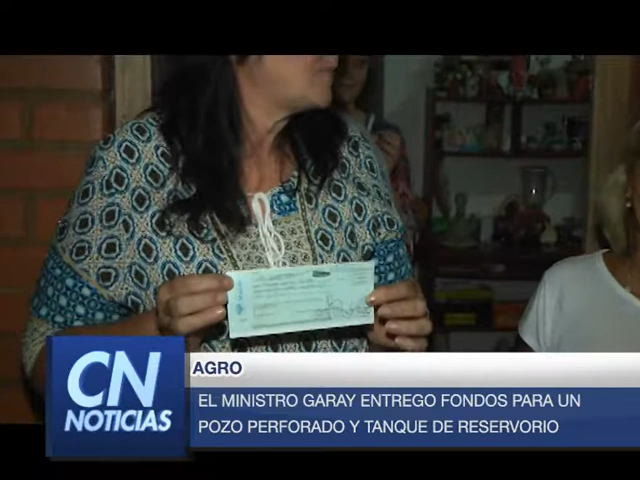 AGRO
CN
NOTICIAS
EL MINISTRO GARAY ENTREGO FONDOS PARA UN
POZO PERFORADO Y TANQUE DE RESERVORIO